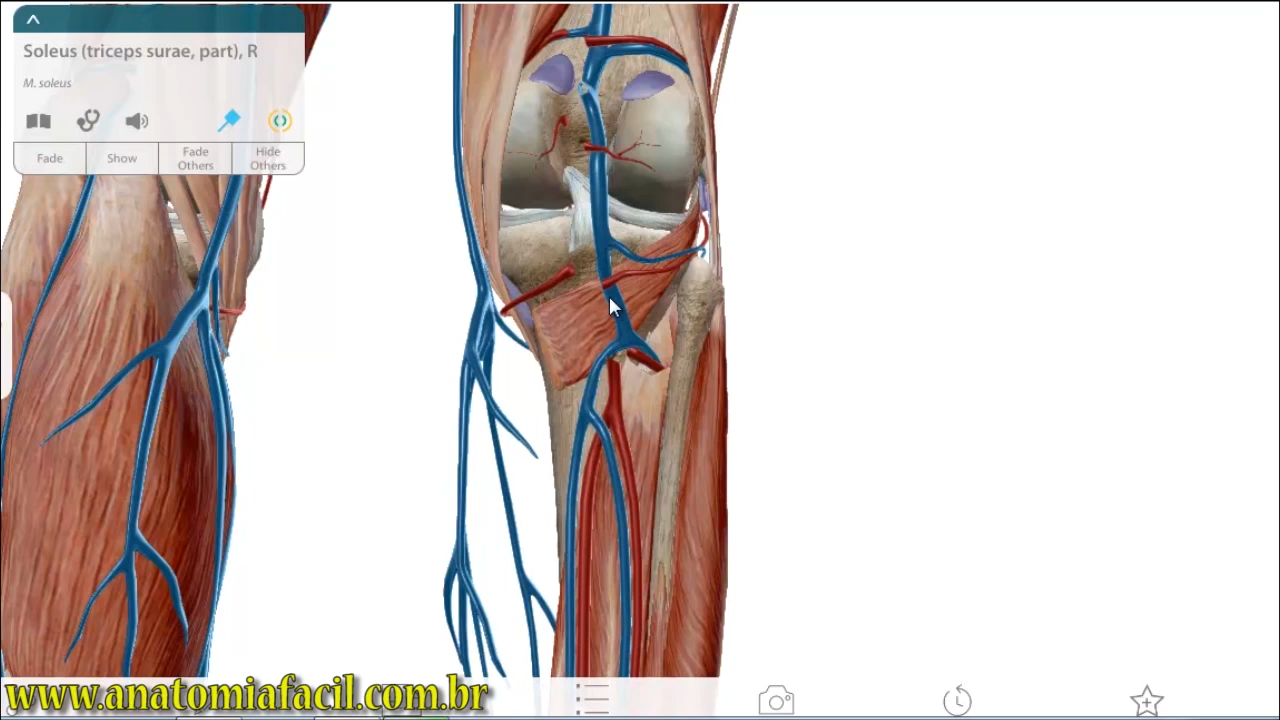 Soleus (triceps surae, part), R
M. soleus
Fade
Show
Fade
Others
Hide
Others
www.anatomiafacil.com.br